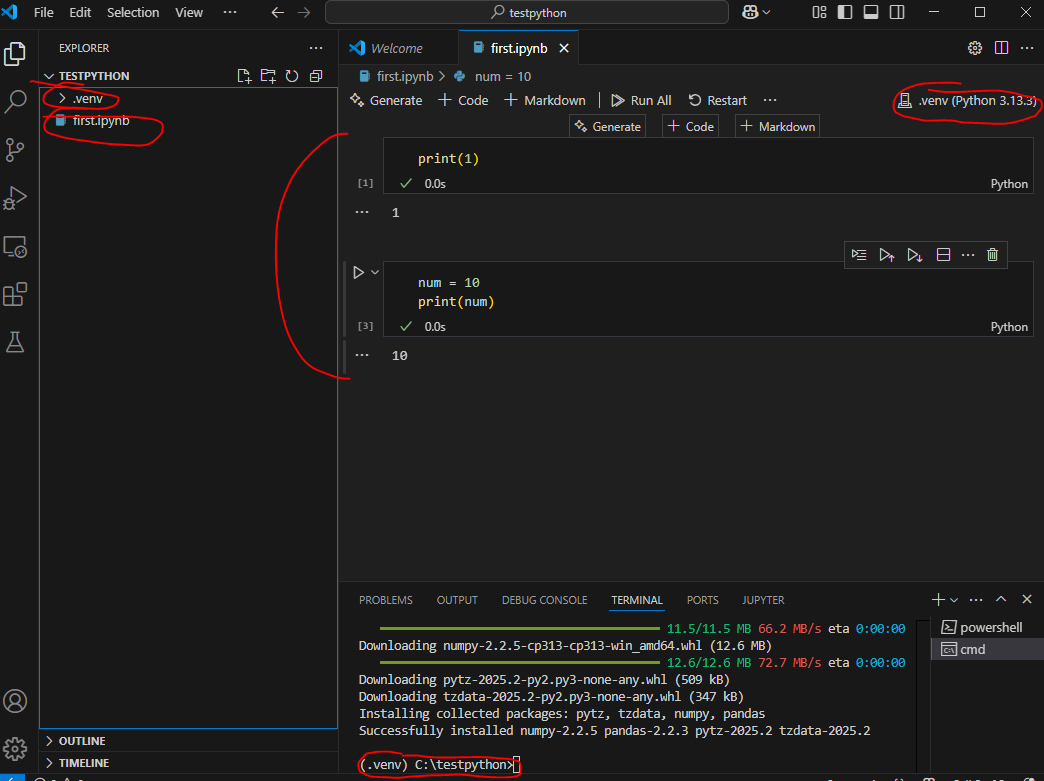 File Edit Selection View ··· testpython
EXPLORER ···
TESTPYTHON
.venv
first.ipynb
OUTLINE
TIMELINE
Welcome first.ipynb
first.ipynb > num = 10
Generate + Code + Markdown | Run All Restart ··· .venv (Python 3.13.3)
Generate + Code + Markdown
print(1)
[1] 0.0s Python
··· 1
num = 10
print(num)
[3] 0.0s Python
··· 10
PROBLEMS OUTPUT DEBUG CONSOLE TERMINAL PORTS JUPYTER
11.5/11.5 MB 66.2 MB/s eta 0:00:00
Downloading numpy-2.2.5-cp313-cp313-win_amd64.whl (12.6 MB)
12.6/12.6 MB 72.7 MB/s eta 0:00:00
Downloading pytz-2025.2-py2.py3-none-any.whl (509 kB)
Downloading tzdata-2025.2-py2.py3-none-any.whl (347 kB)
Installing collected packages: pytz, tzdata, numpy, pandas
Successfully installed numpy-2.2.5 pandas-2.2.3 pytz-2025.2 tzdata-2025.2
(.venv) C:\testpython>
powershell
cmd